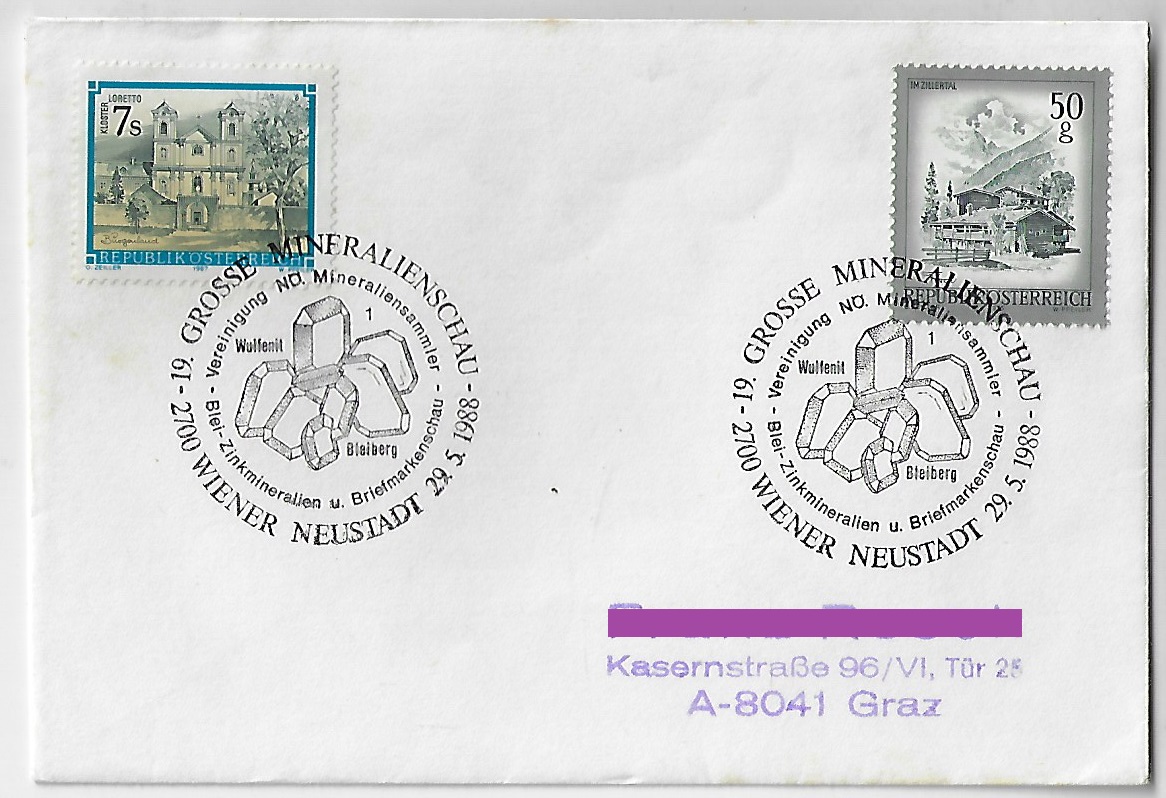 KLOSTER LORETTO
7s
Burgenland
REPUBLIK ÖSTERREICH
1987
IM ZILLERTAL
50
g
REPUBLIK ÖSTERREICH
- 19. GROSSE MINERALIENSCHAU -
2700 WIENER NEUSTADT 29. 5. 1988
- Vereinigung NÖ. Mineraliensammler -
Blei-Zinkmineralien u. Briefmarkenschau
1
Wulfenit
Bleiberg
- 19. GROSSE MINERALIENSCHAU -
2700 WIENER NEUSTADT 29. 5. 1988
- Vereinigung NÖ. Mineraliensammler -
Blei-Zinkmineralien u. Briefmarkenschau
1
Wulfenit
Bleiberg
Kasernstraße 96/VI, Tür 25
A-8041 Graz